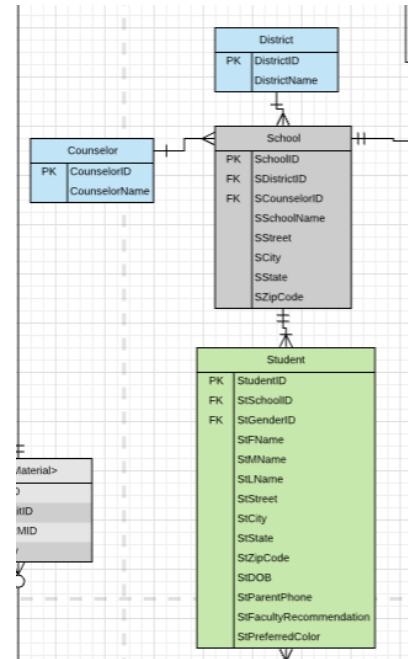 District
PK DistrictID
DistrictName
Counselor
PK CounselorID
CounselorName
School
PK SchoolID
FK SDistrictID
FK SCounselorID
SSchoolName
SStreet
SCity
SState
SZipCode
Student
PK StudentID
FK StSchoolID
FK StGenderID
StFName
StMName
StLName
StStreet
StCity
StState
StZipCode
StDOB
StParentPhone
StFacultyRecommendation
StPreferredColor
Material>